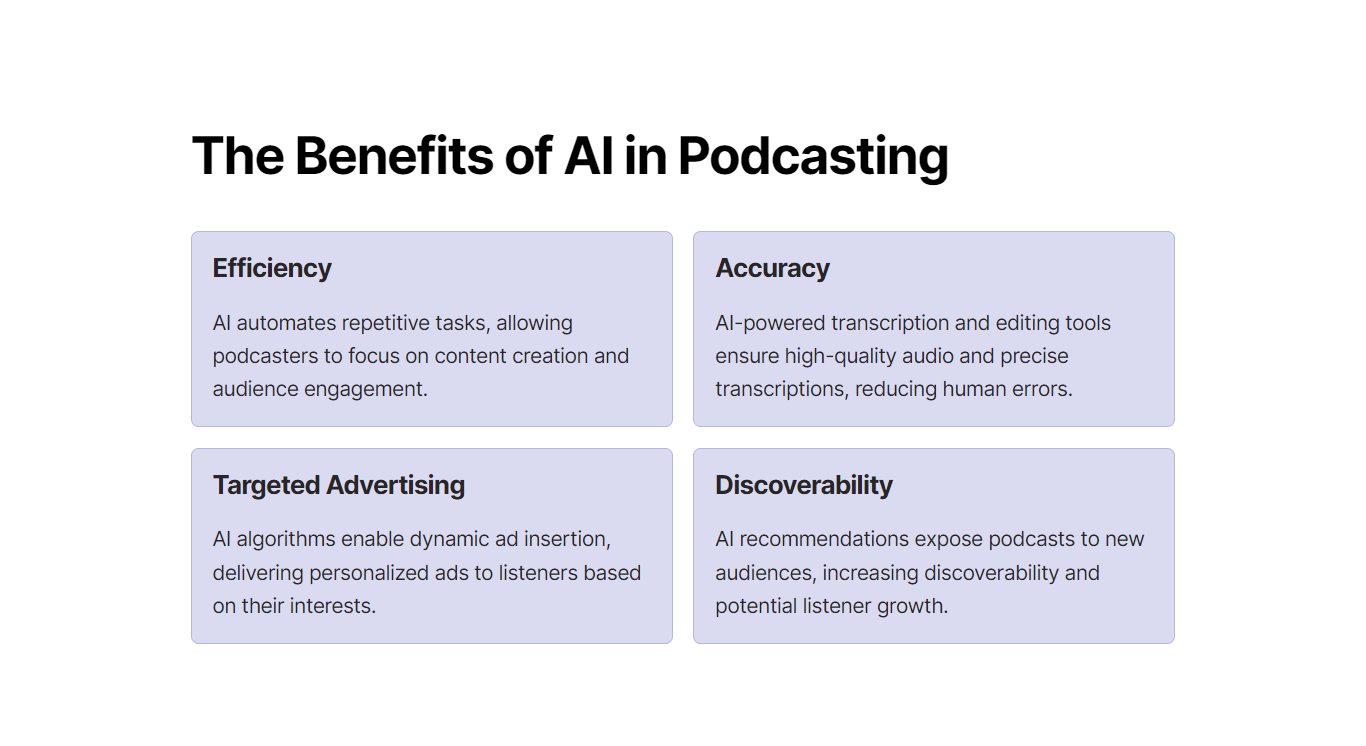 The Benefits of AI in Podcasting
Efficiency
AI automates repetitive tasks, allowing
podcasters to focus on content creation and
audience engagement.
Accuracy
AI-powered transcription and editing tools
ensure high-quality audio and precise
transcriptions, reducing human errors.
Targeted Advertising
AI algorithms enable dynamic ad insertion,
delivering personalized ads to listeners based
on their interests.
Discoverability
AI recommendations expose podcasts to new
audiences, increasing discoverability and
potential listener growth.